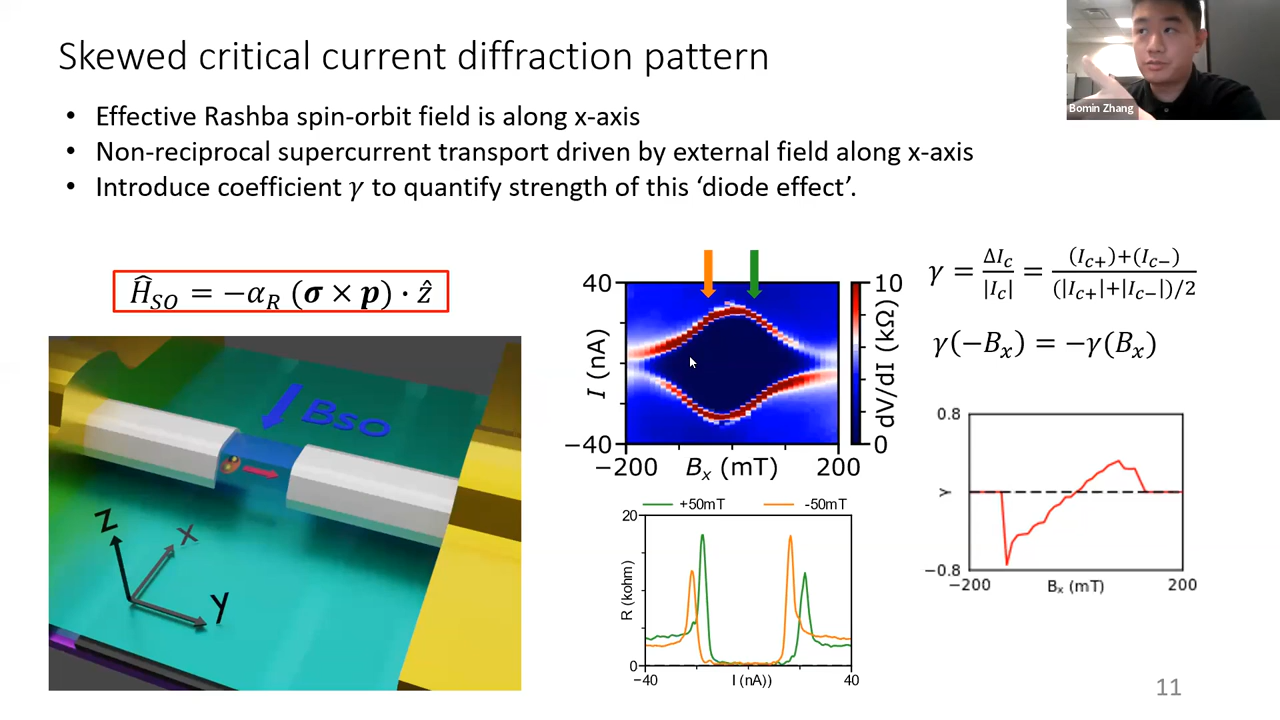 Skewed critical current diffraction pattern
Bomin Zhang
• Effective Rashba spin-orbit field is along x-axis
• Non-reciprocal supercurrent transport driven by external field along x-axis
• Introduce coefficient γ to quantify strength of this ‘diode effect’.
Ĥ_SO = −α_R (σ × p) · ẑ
γ = ΔI_c / |I_c| = ((I_c+)+(I_c−)) / ((|I_c+|+|I_c−|)/2)
γ(−B_x) = −γ(B_x)
Bso
z
x
y
40
I (nA)
−40
−200 B_x (mT) 200
10
dV/dI (kΩ)
0
+50mT -50mT
20
R (kohm)
0
−40 I (nA)) 40
0.8
γ
−0.8
−200 B_x (mT) 200
11